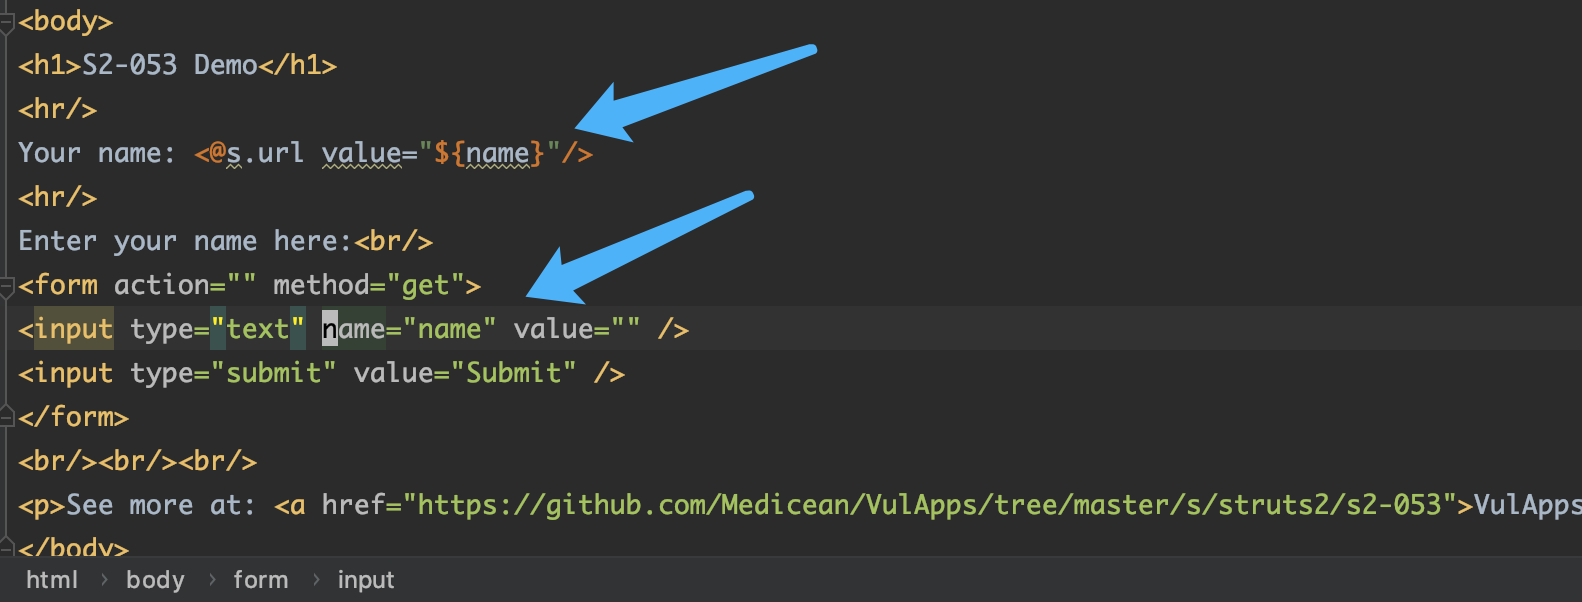 <body>
<h1>S2-053 Demo</h1>
<hr/>
Your name: <@s.url value="${name}"/>
<hr/>
Enter your name here:<br/>
<form action="" method="get">
<input type="text" name="name" value="" />
<input type="submit" value="Submit" />
</form>
<br/><br/><br/>
<p>See more at: <a href="https://github.com/Medicean/VulApps/tree/master/s/struts2/s2-053">VulApps
</body>
html › body › form › input